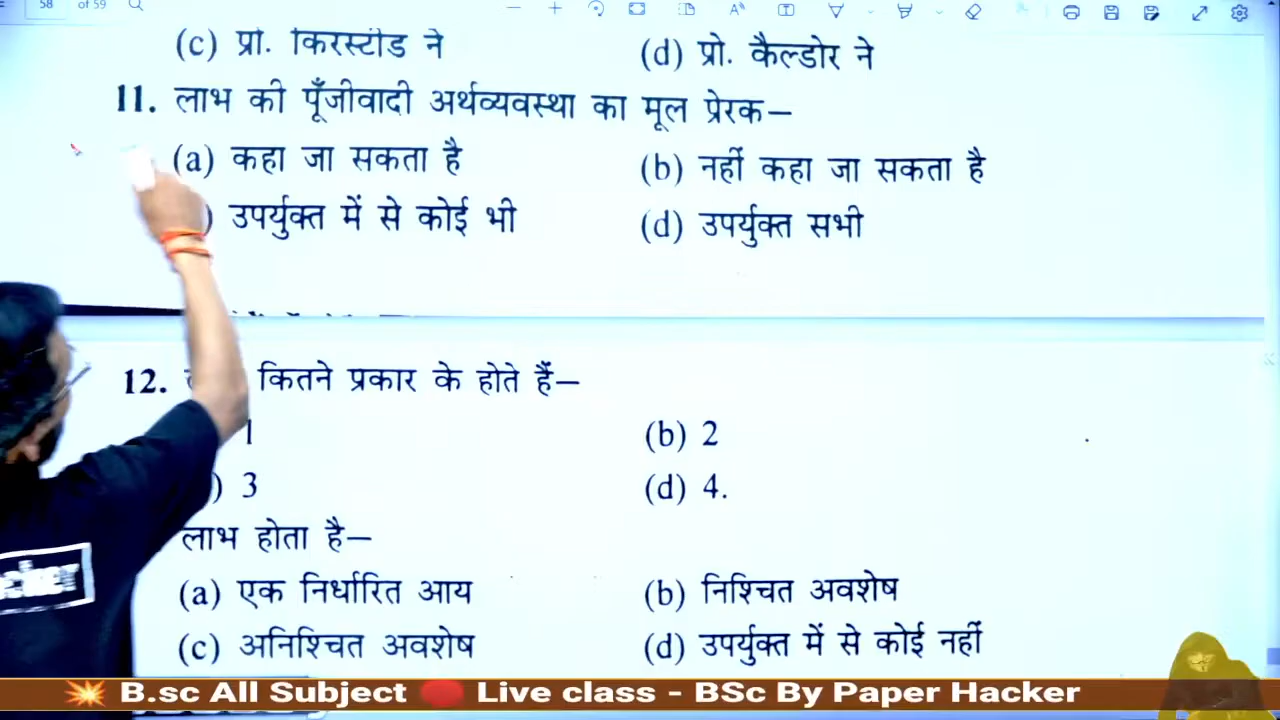 58 of 59
(c) प्रो. किरस्टोड ने (d) प्रो. कैल्डोर ने
11. लाभ की पूँजीवादी अर्थव्यवस्था का मूल प्रेरक–
(a) कहा जा सकता है (b) नहीं कहा जा सकता है
) उपर्युक्त में से कोई भी (d) उपर्युक्त सभी
12. कितने प्रकार के होते हैं–
1 (b) 2
) 3 (d) 4.
लाभ होता है–
(a) एक निर्धारित आय (b) निश्चित अवशेष
(c) अनिश्चित अवशेष (d) उपर्युक्त में से कोई नहीं
B.sc All Subject Live class - BSc By Paper Hacker